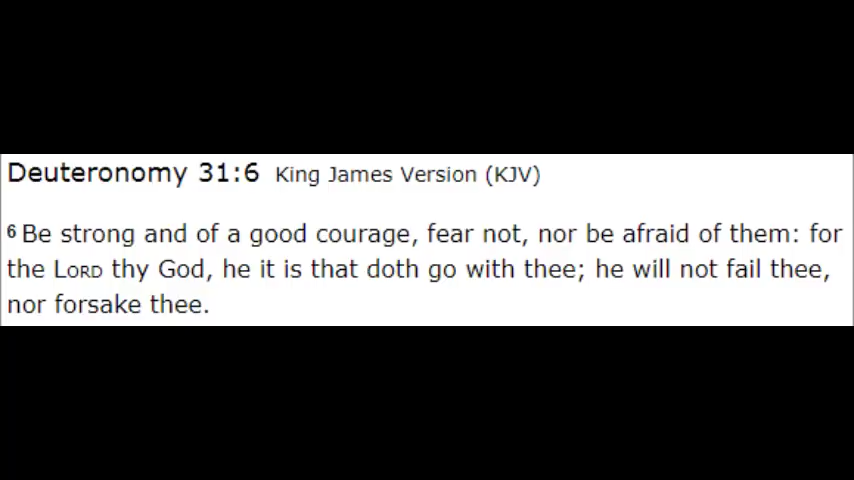 Deuteronomy 31:6 King James Version (KJV)
6 Be strong and of a good courage, fear not, nor be afraid of them: for
the LORD thy God, he it is that doth go with thee; he will not fail thee,
nor forsake thee.